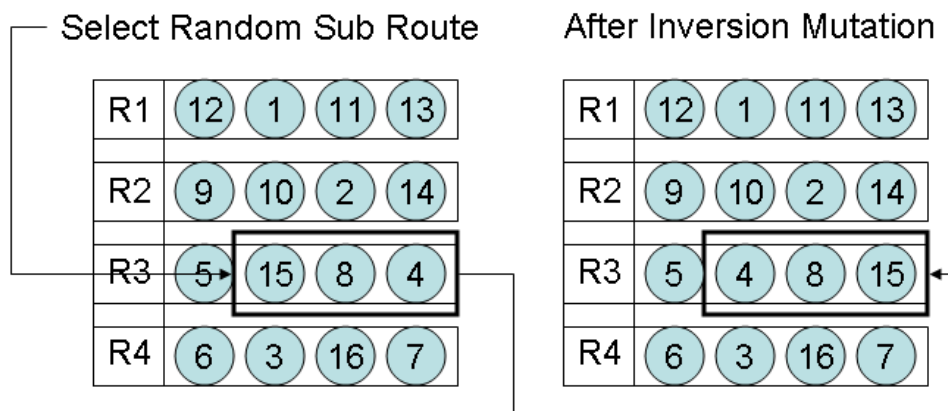 Select Random Sub Route
R1 12 1 11 13
R2 9 10 2 14
R3 5 15 8 4
R4 6 3 16 7
After Inversion Mutation
R1 12 1 11 13
R2 9 10 2 14
R3 5 4 8 15
R4 6 3 16 7